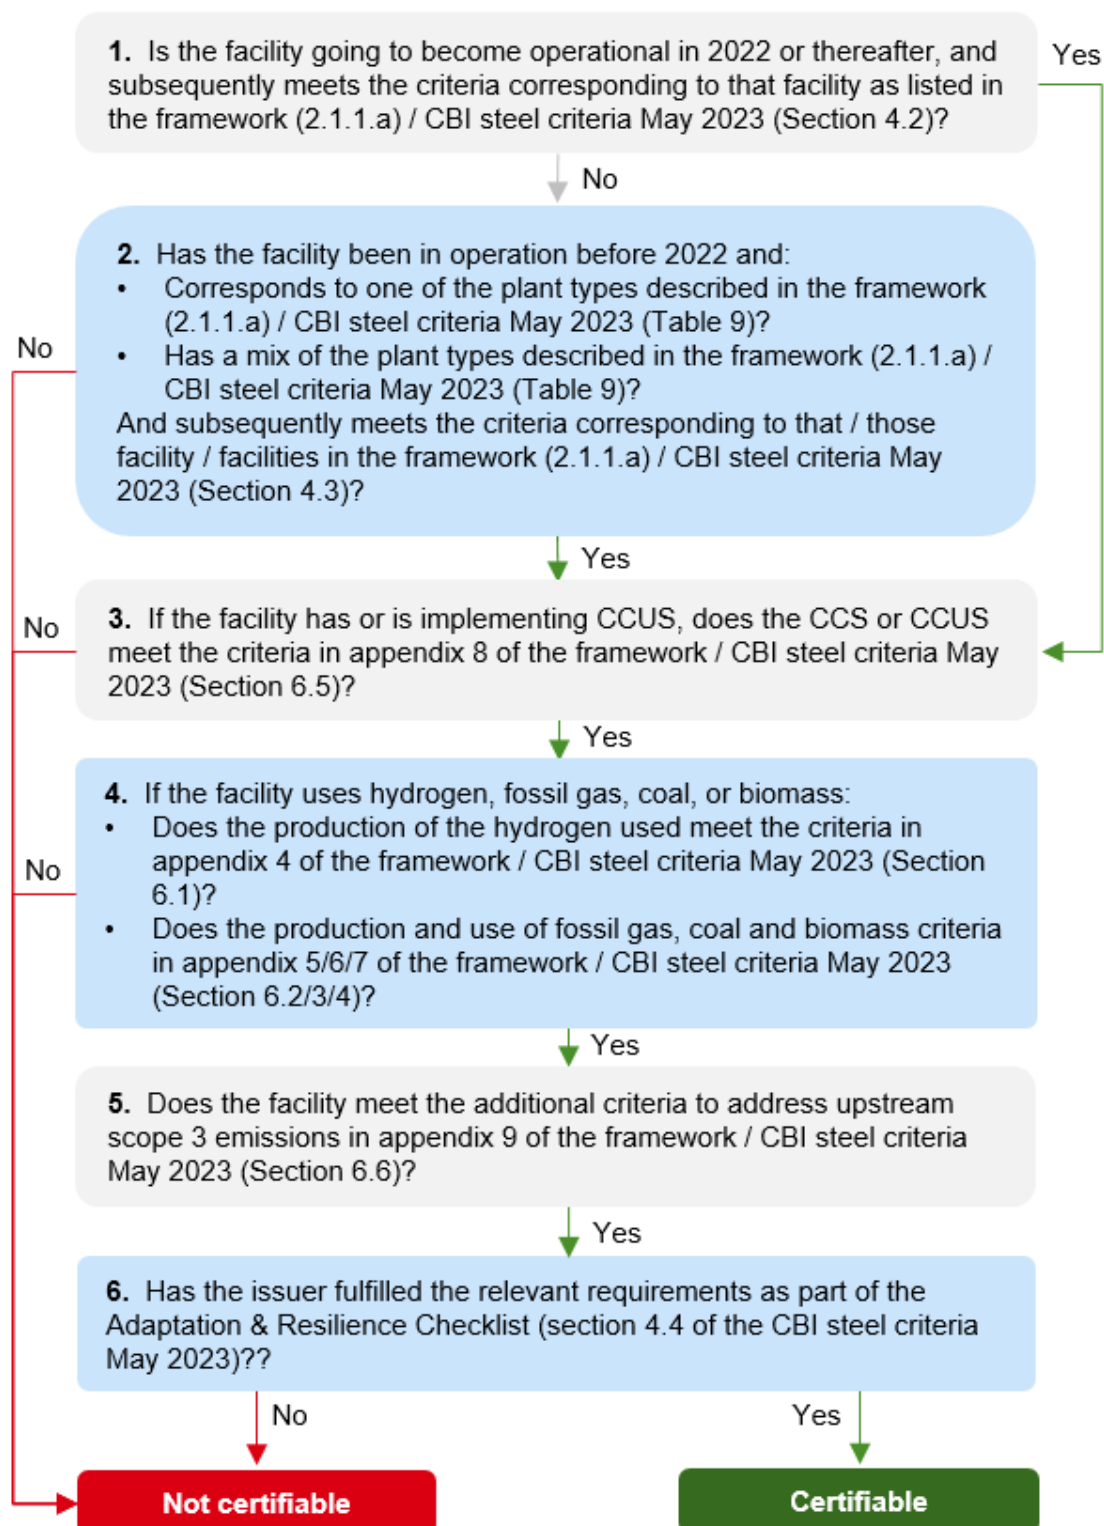 1. Is the facility going to become operational in 2022 or thereafter, and
subsequently meets the criteria corresponding to that facility as listed in
the framework (2.1.1.a) / CBI steel criteria May 2023 (Section 4.2)?
Yes
No
2. Has the facility been in operation before 2022 and:
• Corresponds to one of the plant types described in the framework
(2.1.1.a) / CBI steel criteria May 2023 (Table 9)?
• Has a mix of the plant types described in the framework (2.1.1.a) /
CBI steel criteria May 2023 (Table 9)?
And subsequently meets the criteria corresponding to that / those
facility / facilities in the framework (2.1.1.a) / CBI steel criteria May
2023 (Section 4.3)?
No
Yes
3. If the facility has or is implementing CCUS, does the CCS or CCUS
meet the criteria in appendix 8 of the framework / CBI steel criteria May
2023 (Section 6.5)?
No
Yes
4. If the facility uses hydrogen, fossil gas, coal, or biomass:
• Does the production of the hydrogen used meet the criteria in
appendix 4 of the framework / CBI steel criteria May 2023 (Section
6.1)?
• Does the production and use of fossil gas, coal and biomass criteria
in appendix 5/6/7 of the framework / CBI steel criteria May 2023
(Section 6.2/3/4)?
No
Yes
5. Does the facility meet the additional criteria to address upstream
scope 3 emissions in appendix 9 of the framework / CBI steel criteria
May 2023 (Section 6.6)?
Yes
6. Has the issuer fulfilled the relevant requirements as part of the
Adaptation & Resilience Checklist (section 4.4 of the CBI steel criteria
May 2023)??
No
Yes
Not certifiable
Certifiable